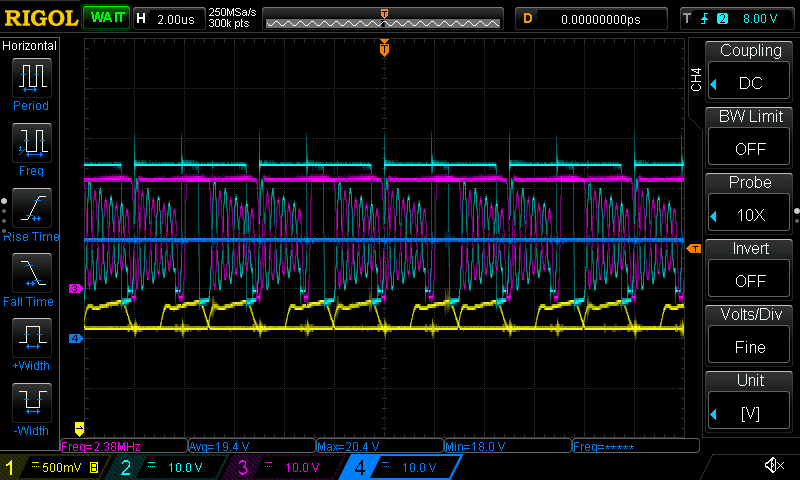 RIGOL WAIT H 2.00us 250MSa/s D 0.00000000ps T 2 8.00 V
300k pts
Horizontal
Period
Freq
Rise Time
Fall Time
+Width
-Width
T
T
3
4
1
T
CH4
Coupling
DC
BW Limit
OFF
Probe
10X
Invert
OFF
Volts/Div
Fine
Unit
[V]
Freq=2.38MHz Avg=19.4 V Max=20.4 V Min=18.0 V Freq=*****
1 500mV B 2 10.0 V 3 10.0 V 4 10.0 V